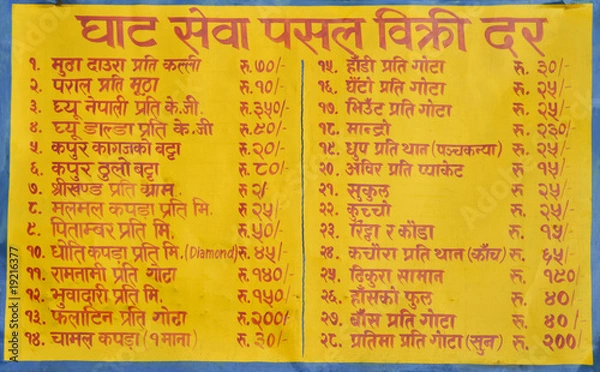 घाट सेवा पसल विक्री दर
१. मुठा दाउरा प्रति कल्ली रु.७०/-
२. पराल प्रति मुठा रु.१०/-
३. घ्यू नेपाली प्रति के.जी. रु.३५०/-
४. घ्यू डाल्डा प्रति के.जी रु.९०/-
५. कपुर कागजको बट्टा रु.२०/-
६. कपुर ठुलो बट्टा रु.८०/-
७. श्रीखण्ड प्रति ग्राम. रु २/
८. मलमल कपडा प्रति मि. रु २५/-
९. पिताम्बर प्रति मि. रु.५०/-
१०. धोति कपडा प्रति मि.(Diamond) रु.४५/-
११. रामनामी प्रति गोटा रु.१४०/-
१२. भुवादारी प्रति मि. रु.१५०/-
१३. फलाटिन प्रति गोटा रु.२००/-
१४. चामल कपडा (१ माना) रु.३०/-
१५. हाँडी प्रति गोटा रु. ३०/-
१६. घैंटो प्रति गोटा रु. २५/-
१७. भिउँट प्रति गोटा रु. २५/-
१८. मान्द्रो रु. २३०/-
१९. धुप प्रति थान (पञ्चकन्या) रु. २५/-
२०. अविर प्रति प्याकेट रु. १५/-
२१. सुकुल रु. २५/-
२२. कुच्चो रु. २५/-
२३. रिट्ठा र कौडा रु. १५/-
२४. कचौरा प्रति थान (काँच) रु. ६५/-
२५. टिकुरा सामान रु. १९०/-
२६. हाँसको फुल रु. ४०/
२७. बाँस प्रति गोटा रु. ४०/
२८. प्रतिमा प्रति गोटा (सुन) रु. २००/
Adobe Stock | #19216377